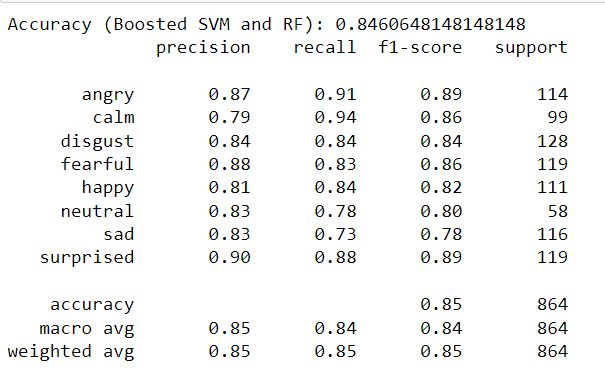 Accuracy (Boosted SVM and RF): 0.8460648148148148
precision recall f1-score support
angry 0.87 0.91 0.89 114
calm 0.79 0.94 0.86 99
disgust 0.84 0.84 0.84 128
fearful 0.88 0.83 0.86 119
happy 0.81 0.84 0.82 111
neutral 0.83 0.78 0.80 58
sad 0.83 0.73 0.78 116
surprised 0.90 0.88 0.89 119
accuracy 0.85 864
macro avg 0.85 0.84 0.84 864
weighted avg 0.85 0.85 0.85 864